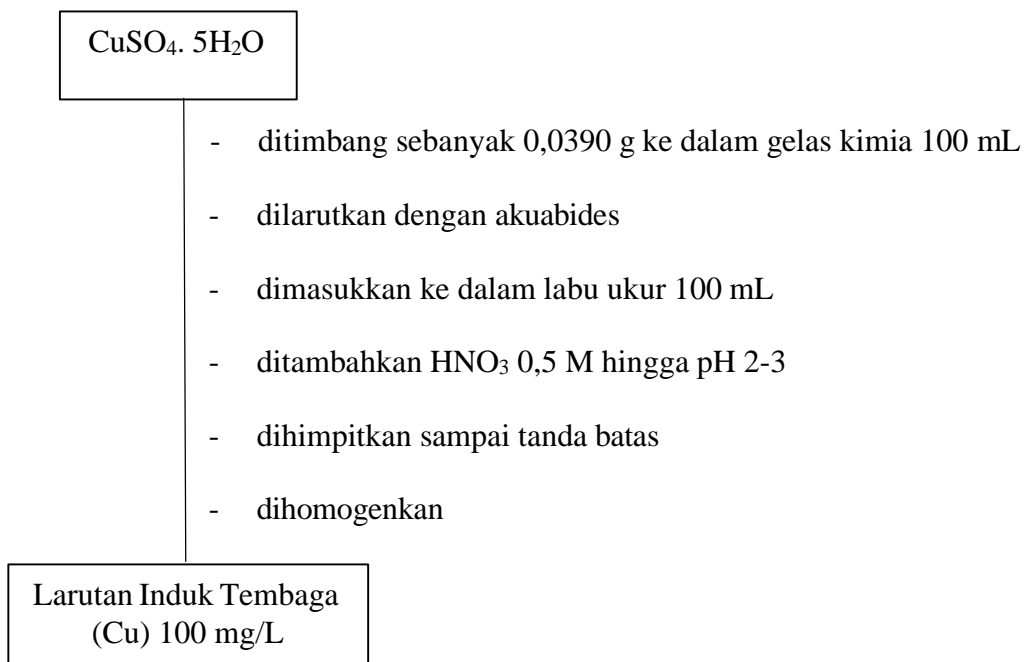 CuSO₄. 5H₂O
- ditimbang sebanyak 0,0390 g ke dalam gelas kimia 100 mL
- dilarutkan dengan akuabides
- dimasukkan ke dalam labu ukur 100 mL
- ditambahkan HNO₃ 0,5 M hingga pH 2-3
- dihimpitkan sampai tanda batas
- dihomogenkan
Larutan Induk Tembaga
(Cu) 100 mg/L